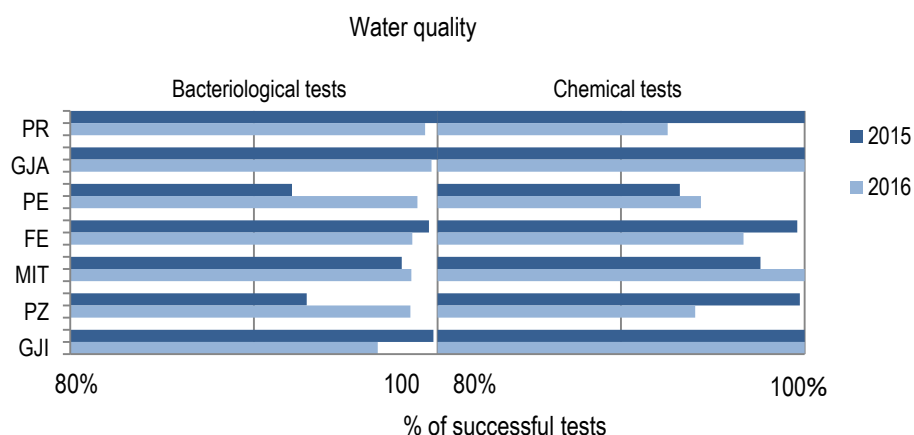 Water quality
Bacteriological tests
Chemical tests
PR
GJA
PE
FE
MIT
PZ
GJI
2015
2016
80%
100
80%
100%
% of successful tests